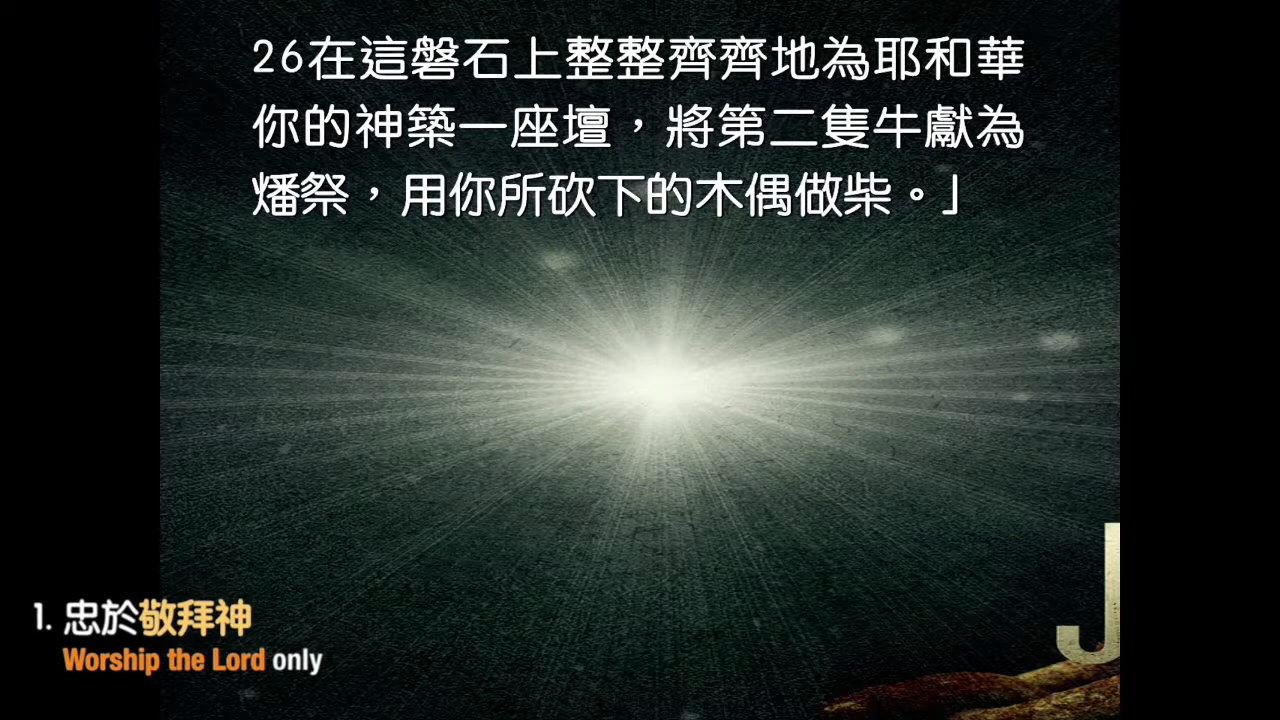 26在這磐石上整整齊齊地為耶和華
你的神築一座壇，將第二隻牛獻為
燔祭，用你所砍下的木偶做柴。」
1. 忠於敬拜神
Worship the Lord only
J